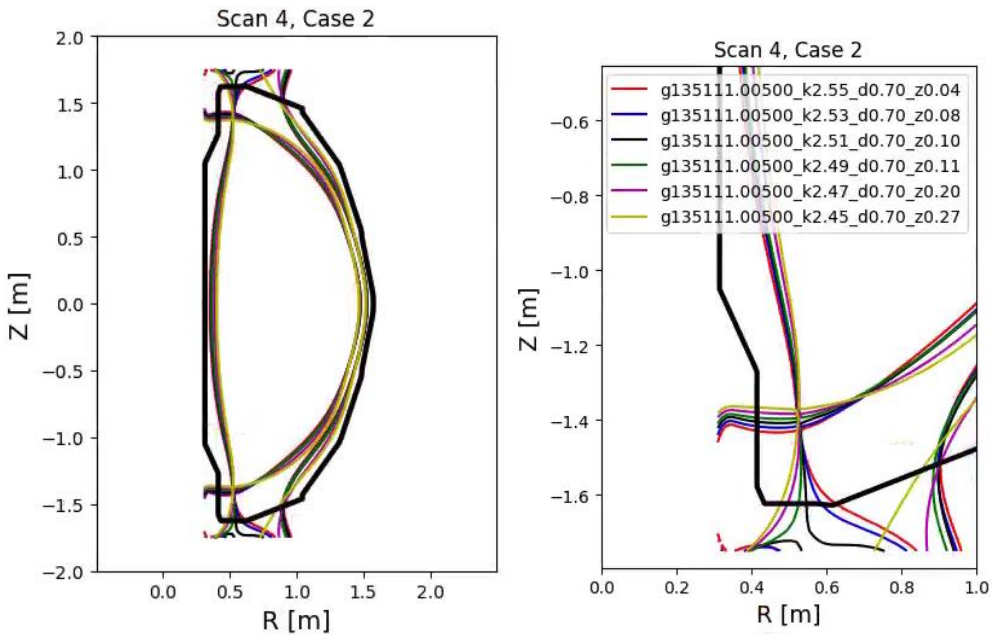 Scan 4, Case 2
2.0
1.5
1.0
0.5
0.0
−0.5
−1.0
−1.5
−2.0
Z [m]
0.0 0.5 1.0 1.5 2.0
R [m]
Scan 4, Case 2
g135111.00500_k2.55_d0.70_z0.04
g135111.00500_k2.53_d0.70_z0.08
g135111.00500_k2.51_d0.70_z0.10
g135111.00500_k2.49_d0.70_z0.11
g135111.00500_k2.47_d0.70_z0.20
g135111.00500_k2.45_d0.70_z0.27
−0.6
−0.8
−1.0
−1.2
−1.4
−1.6
Z [m]
0.0 0.2 0.4 0.6 0.8 1.0
R [m]